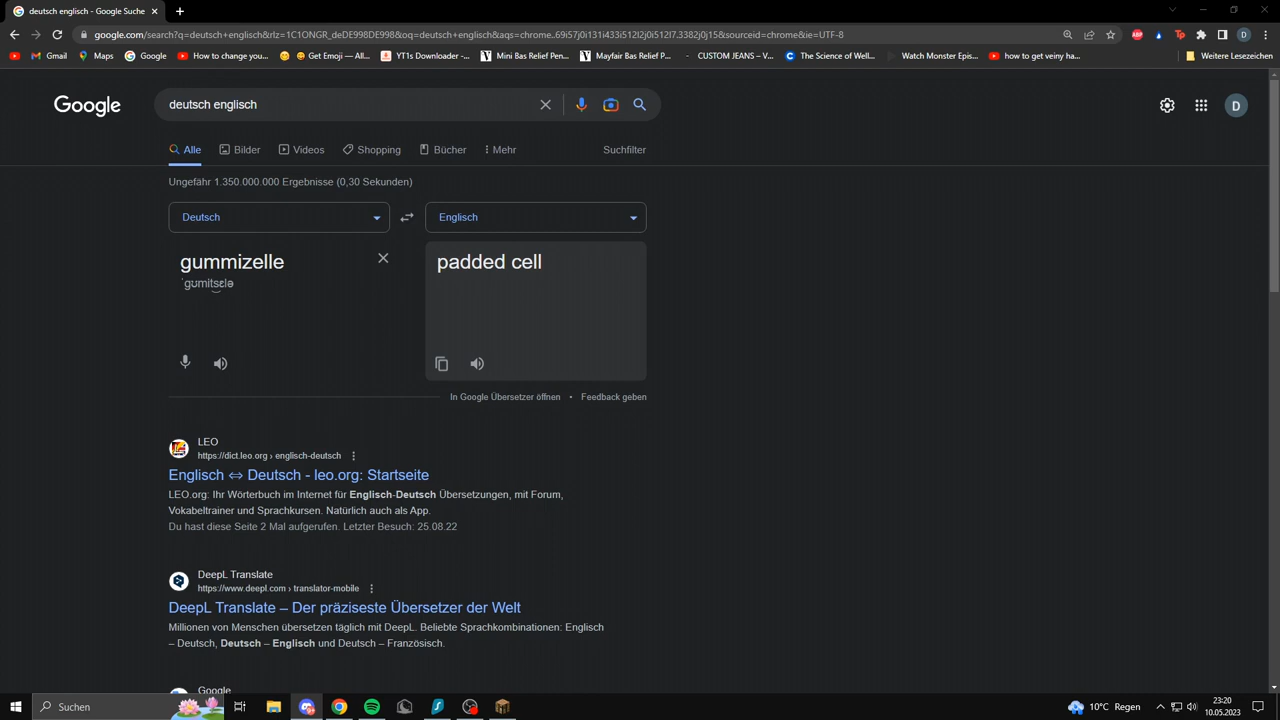 deutsch englisch - Google Suche
google.com/search?q=deutsch+englisch&rlz=1C1ONGR_deDE998DE998&oq=deutsch+englisch&aqs=chrome..69i57j0i131i433i512l2j0i512l7.3382j0j15&sourceid=chrome&ie=UTF-8
Gmail
Maps
Google
How to change you...
Get Emoji — All...
YT1s Downloader -...
Mini Bas Relief Pen...
Mayfair Bas Relief P...
CUSTOM JEANS – V...
The Science of Well...
Watch Monster Epis...
how to get veiny ha...
Weitere Lesezeichen
Google
deutsch englisch
D
Alle
Bilder
Videos
Shopping
Bücher
Mehr
Suchfilter
Ungefähr 1.350.000.000 Ergebnisse (0,30 Sekunden)
Deutsch
Englisch
gummizelle
ˈɡʊmit͜sɛlə
padded cell
In Google Übersetzer öffnen • Feedback geben
LEO
https://dict.leo.org › englisch-deutsch
Englisch ⇔ Deutsch - leo.org: Startseite
LEO.org: Ihr Wörterbuch im Internet für Englisch-Deutsch Übersetzungen, mit Forum,
Vokabeltrainer und Sprachkursen. Natürlich auch als App.
Du hast diese Seite 2 Mal aufgerufen. Letzter Besuch: 25.08.22
DeepL Translate
https://www.deepl.com › translator-mobile
DeepL Translate – Der präziseste Übersetzer der Welt
Millionen von Menschen übersetzen täglich mit DeepL. Beliebte Sprachkombinationen: Englisch
– Deutsch, Deutsch – Englisch und Deutsch – Französisch.
Google
Suchen
10°C Regen
23:20
10.05.2023